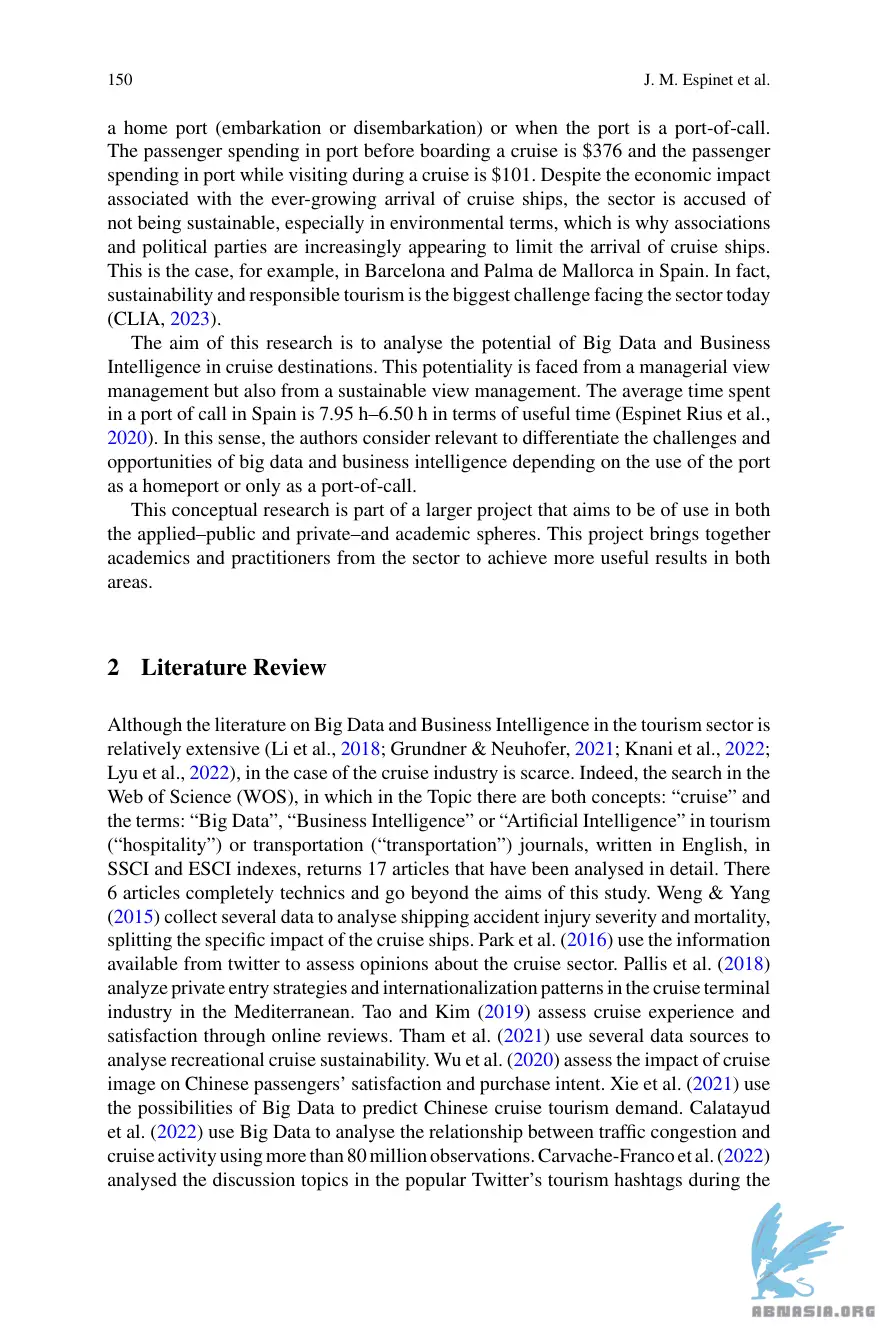 150
J. M. Espinet et al.
a home port (embarkation or disembarkation) or when the port is a port-of-call.
The passenger spending in port before boarding a cruise is $376 and the passenger
spending in port while visiting during a cruise is $101. Despite the economic impact
associated with the ever-growing arrival of cruise ships, the sector is accused of
not being sustainable, especially in environmental terms, which is why associations
and political parties are increasingly appearing to limit the arrival of cruise ships.
This is the case, for example, in Barcelona and Palma de Mallorca in Spain. In fact,
sustainability and responsible tourism is the biggest challenge facing the sector today
(CLIA, 2023).
The aim of this research is to analyse the potential of Big Data and Business
Intelligence in cruise destinations. This potentiality is faced from a managerial view
management but also from a sustainable view management. The average time spent
in a port of call in Spain is 7.95 h–6.50 h in terms of useful time (Espinet Rius et al.,
2020). In this sense, the authors consider relevant to differentiate the challenges and
opportunities of big data and business intelligence depending on the use of the port
as a homeport or only as a port-of-call.
This conceptual research is part of a larger project that aims to be of use in both
the applied–public and private–and academic spheres. This project brings together
academics and practitioners from the sector to achieve more useful results in both
areas.
2 Literature Review
Although the literature on Big Data and Business Intelligence in the tourism sector is
relatively extensive (Li et al., 2018; Grundner & Neuhofer, 2021; Knani et al., 2022;
Lyu et al., 2022), in the case of the cruise industry is scarce. Indeed, the search in the
Web of Science (WOS), in which in the Topic there are both concepts: “cruise” and
the terms: “Big Data”, “Business Intelligence” or “Artificial Intelligence” in tourism
(“hospitality”) or transportation (“transportation”) journals, written in English, in
SSCI and ESCI indexes, returns 17 articles that have been analysed in detail. There
6 articles completely technics and go beyond the aims of this study. Weng & Yang
(2015) collect several data to analyse shipping accident injury severity and mortality,
splitting the specific impact of the cruise ships. Park et al. (2016) use the information
available from twitter to assess opinions about the cruise sector. Pallis et al. (2018)
analyze private entry strategies and internationalization patterns in the cruise terminal
industry in the Mediterranean. Tao and Kim (2019) assess cruise experience and
satisfaction through online reviews. Tham et al. (2021) use several data sources to
analyse recreational cruise sustainability. Wu et al. (2020) assess the impact of cruise
image on Chinese passengers’ satisfaction and purchase intent. Xie et al. (2021) use
the possibilities of Big Data to predict Chinese cruise tourism demand. Calatayud
et al. (2022) use Big Data to analyse the relationship between traffic congestion and
cruise activity using more than 80 million observations. Carvache-Franco et al. (2022)
analysed the discussion topics in the popular Twitter’s tourism hashtags during the
ABNASIA.ORG